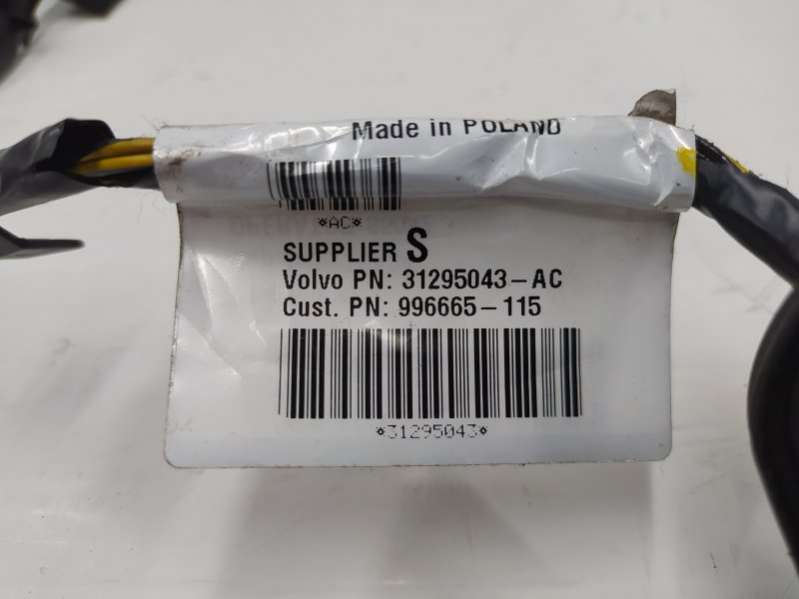 Made in POLAND
*AC*
SUPPLIER S
Volvo PN: 31295043-AC
Cust. PN: 996665-115
*31295043*